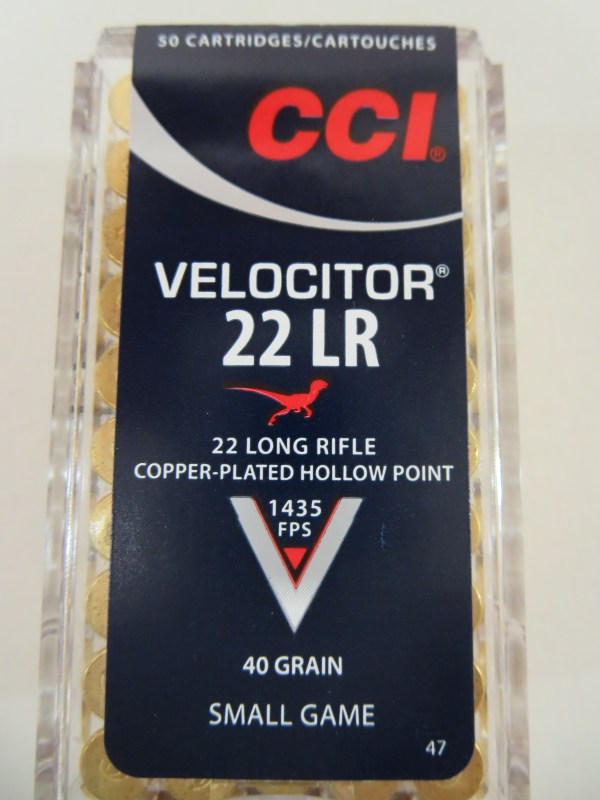 50 CARTRIDGES/CARTOUCHES
CCI®
VELOCITOR®
22 LR
22 LONG RIFLE
COPPER-PLATED HOLLOW POINT
1435
FPS
40 GRAIN
SMALL GAME
47